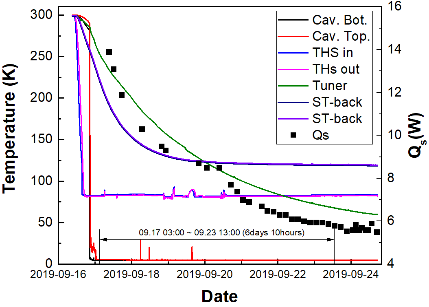 300
250
200
150
100
50
0
Temperature (K)
16
14
12
10
8
6
4
Qs(W)
Cav. Bot.
Cav. Top.
THS in
THs out
Tuner
ST-back
ST-back
Qs
09.17 03:00 ~ 09.23 13:00 (6days 10hours)
2019-09-16 2019-09-18 2019-09-20 2019-09-22 2019-09-24
Date